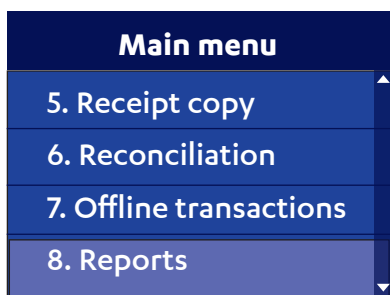 Main menu
5. Receipt copy
6. Reconciliation
7. Offline transactions
8. Reports